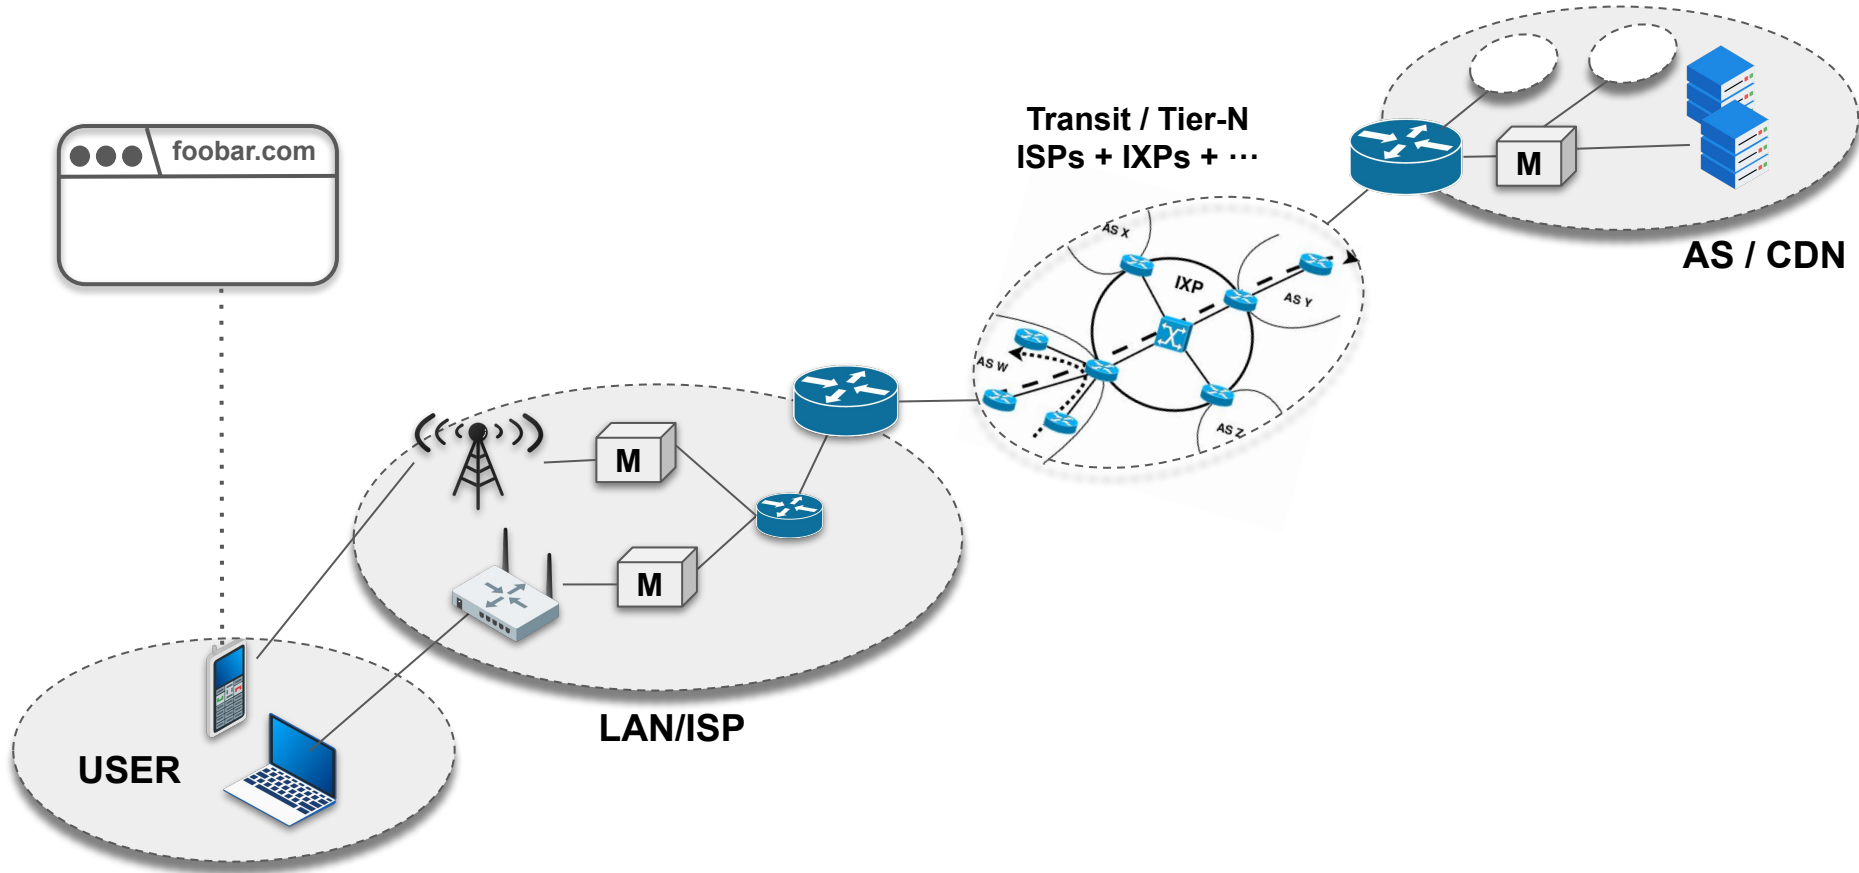 foobar.com
Transit / Tier-N
ISPs + IXPs + ···
M
AS / CDN
AS X
IXP
AS Y
AS W
AS Z
M
M
LAN/ISP
USER